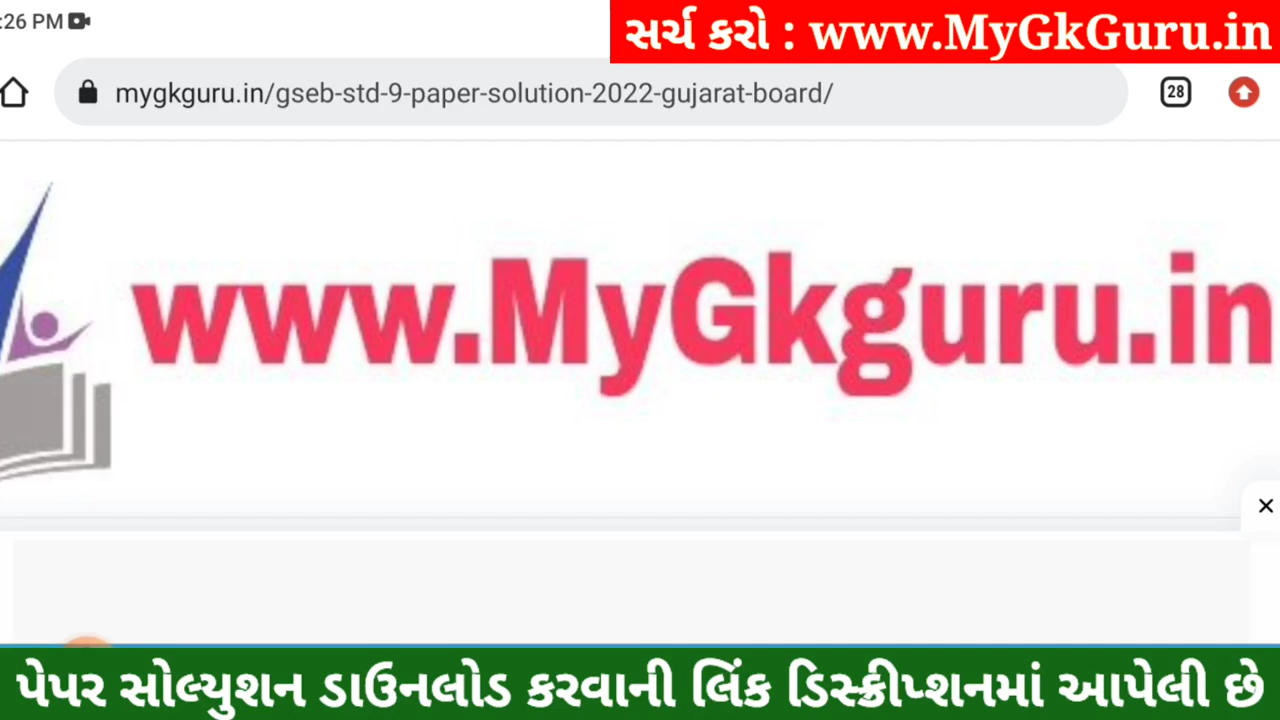 :26 PM
સર્ચ કરો : www.MyGkGuru.in
mygkguru.in/gseb-std-9-paper-solution-2022-gujarat-board/
28
www.MyGkguru.in
પેપર સોલ્યુશન ડાઉનલોડ કરવાની લિંક ડિસ્ક્રીપ્શનમાં આપેલી છે